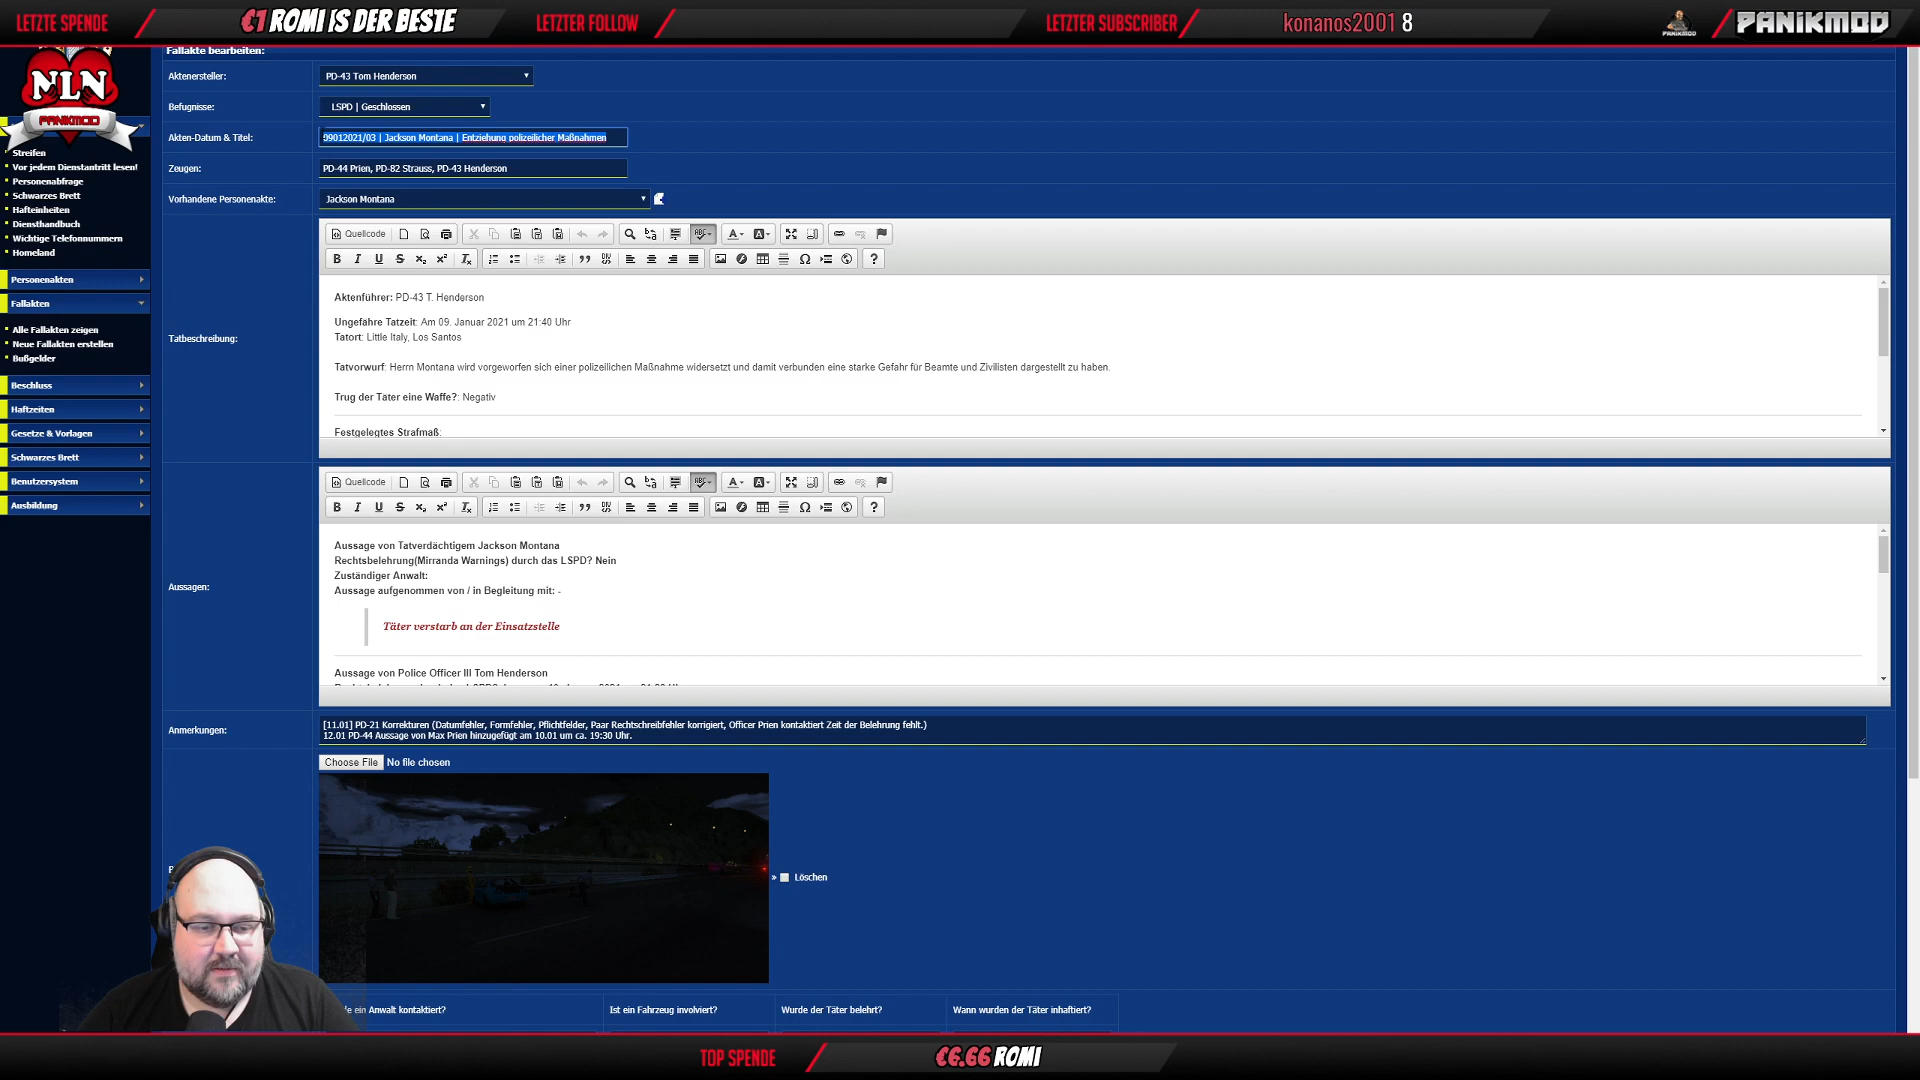 LETZTE SPENDE
€1 ROMI IS DER BESTE
LETZTER FOLLOW
LETZTER SUBSCRIBER
konanos2001 8
PANIKMOD
PANIKMOD
NLN
PANIKMOD
Streifen
Vor jedem Dienstantritt lesen!
Personenabfrage
Schwarzes Brett
Hafteinheiten
Diensthandbuch
Wichtige Telefonnummern
Homeland
Personenakten
Fallakten
Alle Fallakten zeigen
Neue Fallakten erstellen
Bußgelder
Beschluss
Haftzeiten
Gesetze & Vorlagen
Schwarzes Brett
Benutzersystem
Ausbildung
Fallakte bearbeiten:
Aktenersteller:
PD-43 Tom Henderson
Befugnisse:
LSPD | Geschlossen
Akten-Datum & Titel:
09012021/03 | Jackson Montana | Entziehung polizeilicher Maßnahmen
Zeugen:
PD-44 Prien, PD-82 Strauss, PD-43 Henderson
Vorhandene Personenakte:
Jackson Montana
Tatbeschreibung:
Quellcode
Aktenführer: PD-43 T. Henderson
Ungefähre Tatzeit: Am 09. Januar 2021 um 21:40 Uhr
Tatort: Little Italy, Los Santos
Tatvorwurf: Herrn Montana wird vorgeworfen sich einer polizeilichen Maßnahme widersetzt und damit verbunden eine starke Gefahr für Beamte und Zivilisten dargestellt zu haben.
Trug der Täter eine Waffe?: Negativ
Festgelegtes Strafmaß:
Aussagen:
Quellcode
Aussage von Tatverdächtigem Jackson Montana
Rechtsbelehrung(Mirranda Warnings) durch das LSPD? Nein
Zuständiger Anwalt:
Aussage aufgenommen von / in Begleitung mit: -
Täter verstarb an der Einsatzstelle
Aussage von Police Officer III Tom Henderson
Anmerkungen:
[11.01] PD-21 Korrekturen (Datumfehler, Formfehler, Pflichtfelder, Paar Rechtschreibfehler korrigiert, Officer Prien kontaktiert Zeit der Belehrung fehlt.)
12.01 PD-44 Aussage von Max Prien hinzugefügt am 10.01 um ca. 19:30 Uhr.
Choose File No file chosen
» Löschen
ein Anwalt kontaktiert?
Ist ein Fahrzeug involviert?
Wurde der Täter belehrt?
Wann wurden der Täter inhaftiert?
TOP SPENDE
€6.66 ROMI